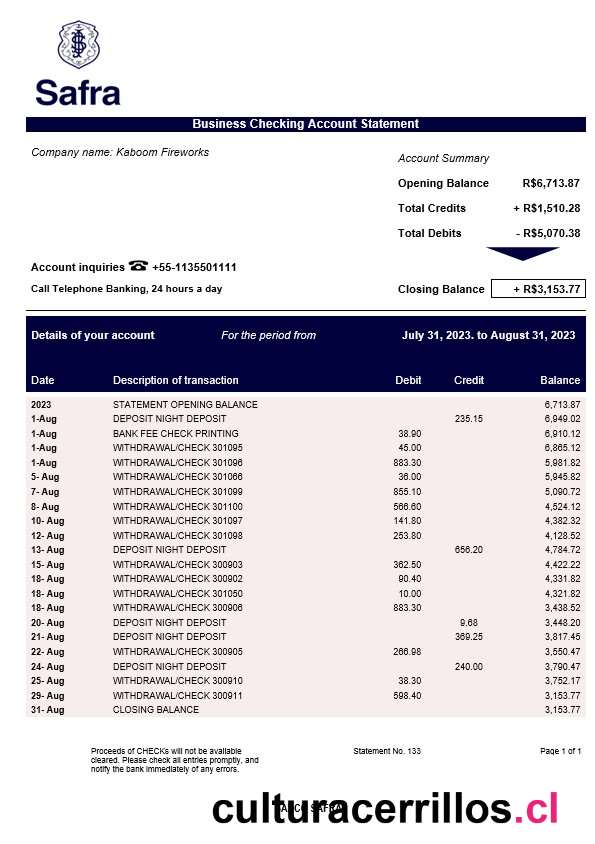 Safra
Business Checking Account Statement
Company name: Kaboom Fireworks
Account Summary
Opening Balance R$6,713.87
Total Credits + R$1,510.28
Total Debits - R$5,070.38
Account inquiries ☎ +55-1135501111
Call Telephone Banking, 24 hours a day
Closing Balance + R$3,153.77
Details of your account For the period from July 31, 2023. to August 31, 2023
Date Description of transaction Debit Credit Balance
2023 STATEMENT OPENING BALANCE 6,713.87
1-Aug DEPOSIT NIGHT DEPOSIT 235.15 6,949.02
1-Aug BANK FEE CHECK PRINTING 38.90 6,910.12
1-Aug WITHDRAWAL/CHECK 301095 45.00 6,865.12
1-Aug WITHDRAWAL/CHECK 301096 883.30 5,981.82
5- Aug WITHDRAWAL/CHECK 301066 36.00 5,945.82
7- Aug WITHDRAWAL/CHECK 301099 855.10 5,090.72
8- Aug WITHDRAWAL/CHECK 301100 566.60 4,524.12
10- Aug WITHDRAWAL/CHECK 301097 141.80 4,382.32
12- Aug WITHDRAWAL/CHECK 301098 253.80 4,128.52
13- Aug DEPOSIT NIGHT DEPOSIT 656.20 4,784.72
15- Aug WITHDRAWAL/CHECK 300903 362.50 4,422.22
18- Aug WITHDRAWAL/CHECK 300902 90.40 4,331.82
18- Aug WITHDRAWAL/CHECK 301050 10.00 4,321.82
18- Aug WITHDRAWAL/CHECK 300906 883.30 3,438.52
20- Aug DEPOSIT NIGHT DEPOSIT 9.68 3,448.20
21- Aug DEPOSIT NIGHT DEPOSIT 369.25 3,817.45
22- Aug WITHDRAWAL/CHECK 300905 266.98 3,550.47
24- Aug DEPOSIT NIGHT DEPOSIT 240.00 3,790.47
25- Aug WITHDRAWAL/CHECK 300910 38.30 3,752.17
29- Aug WITHDRAWAL/CHECK 300911 598.40 3,153.77
31- Aug CLOSING BALANCE 3,153.77
Proceeds of CHECKs will not be available
cleared. Please check all entries promptly, and
notify the bank immediately of any errors.
Statement No. 133
Page 1 of 1
BANCO SAFRA
culturacerrillos.cl